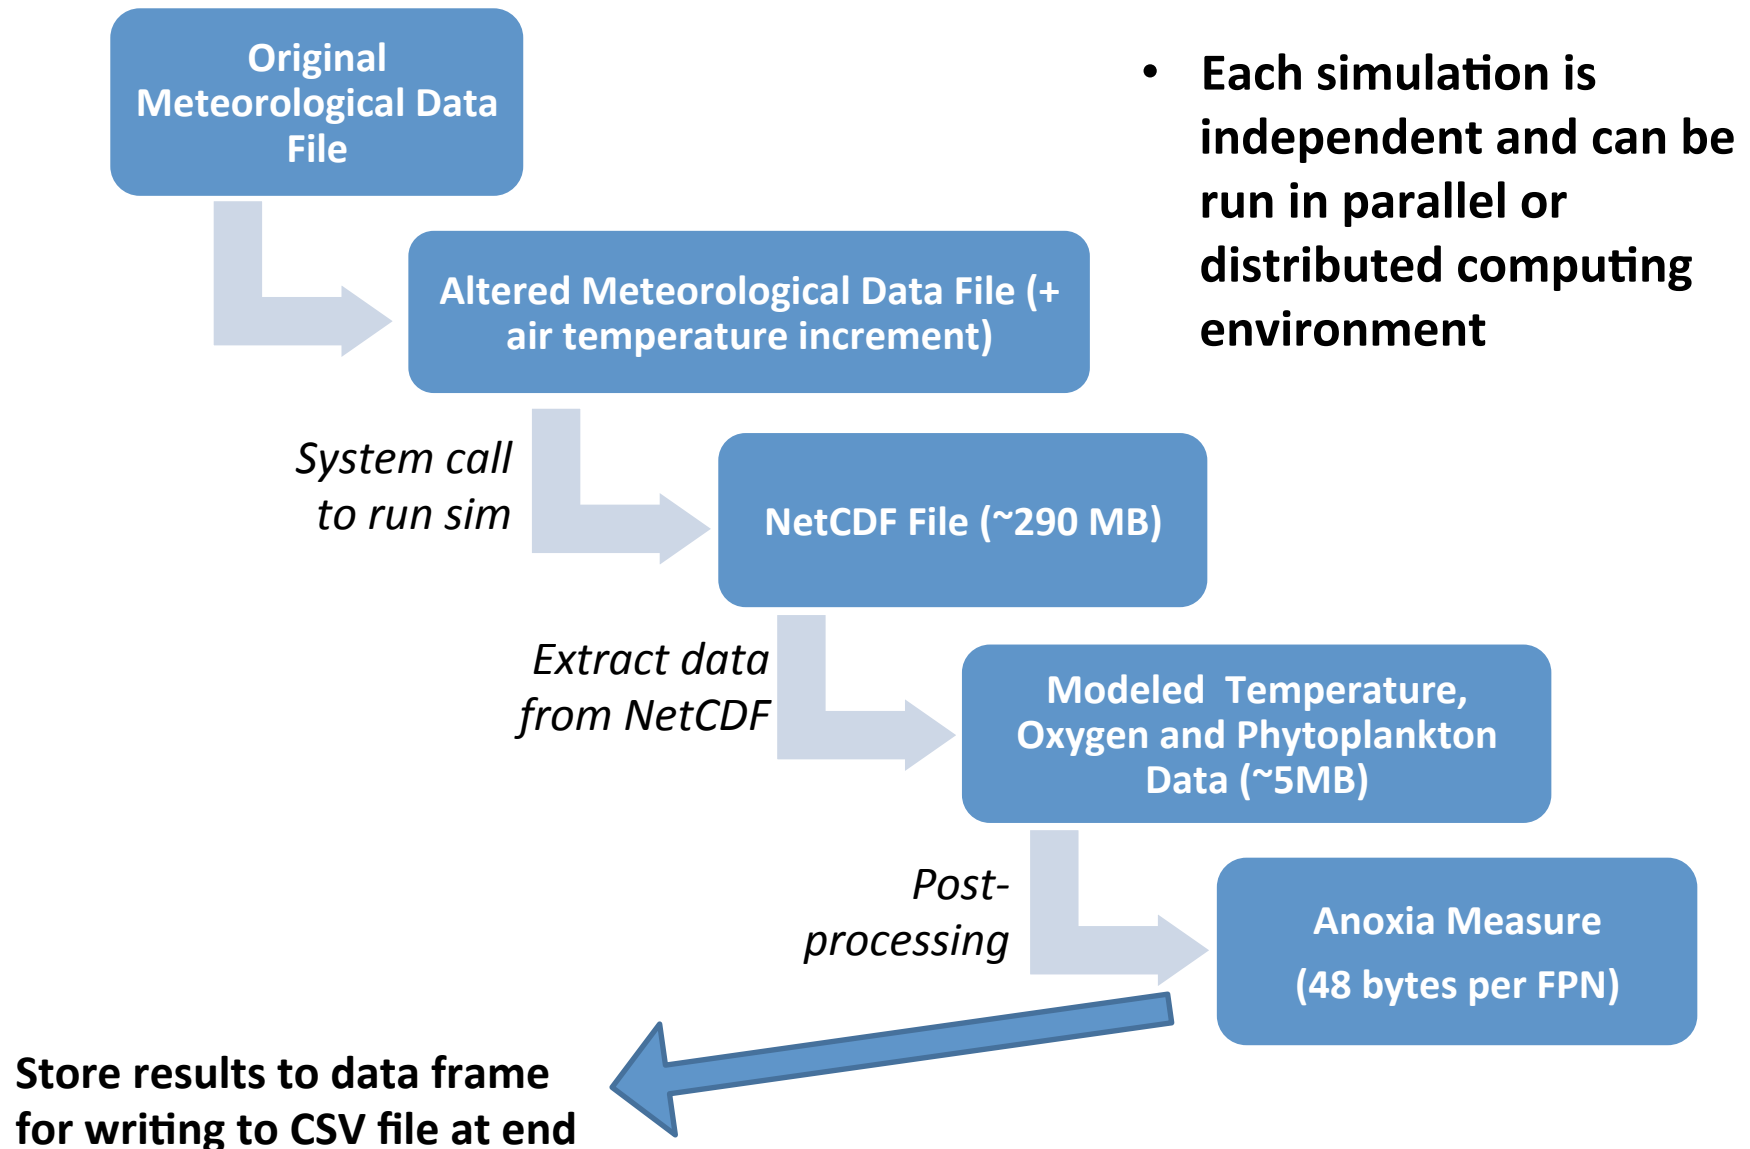 Original
Meteorological Data
File
• Each simulation is
independent and can be
run in parallel or
distributed computing
environment
Altered Meteorological Data File (+
air temperature increment)
System call
to run sim
NetCDF File (~290 MB)
Extract data
from NetCDF
Modeled  Temperature,
Oxygen and Phytoplankton
Data (~5MB)
Post-
processing
Anoxia Measure
(48 bytes per FPN)
Store results to data frame
for writing to CSV file at end